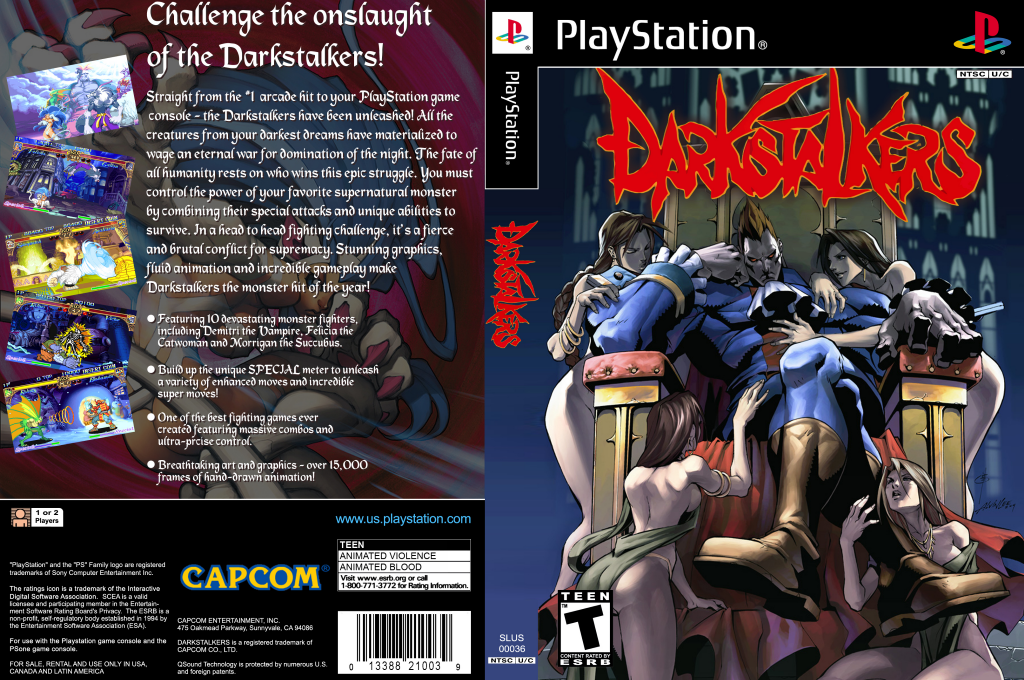 Challenge the onslaught
of the Darkstalkers!
Straight from the #1 arcade hit to your PlayStation game
console - the Darkstalkers have been unleashed! All the
creatures from your darkest dreams have materialized to
wage an eternal war for domination of the night. The fate of
all humanity rests on who wins this epic struggle. You must
control the power of your favorite supernatural monster
by combining their special attacks and unique abilities to
survive. In a head to head fighting challenge, it's a fierce
and brutal conflict for supremacy. Stunning graphics,
fluid animation and incredible gameplay make
Darkstalkers the monster hit of the year!
● Featuring 10 devastating monster fighters,
including Demitri the Vampire, Felicia the
Catwoman and Morrigan the Succubus.
● Build up the unique SPECIAL meter to unleash
a variety of enhanced moves and incredible
super moves!
● One of the best fighting games ever
created featuring massive combos and
ultra-prcise control.
● Breathtaking art and graphics - over 15,000
frames of hand-drawn animation!
1 or 2
Players
www.us.playstation.com
"PlayStation" and the "PS" Family logo are registered
trademarks of Sony Computer Entertainment Inc.
The ratings icon is a trademark of the Interactive
Digital Software Association. SCEA is a valid
licensee and participating member in the Entertain-
ment Software Rating Board's Privacy. The ESRB is a
non-profit, self-regulatory body established in 1994 by
the Entertainment Software Association (ESA).
For use with the Playstation game console and the
PSone game console.
FOR SALE, RENTAL AND USE ONLY IN USA,
CANADA AND LATIN AMERICA
CAPCOM®
CAPCOM ENTERTAINMENT, INC.
475 Oakmead Parkway, Sunnyvale, CA 94086
DARKSTALKERS is a registered trademark of
CAPCOM CO., LTD.
QSound Technology is protected by numerous U.S.
and foreign patents.
TEEN
ANIMATED VIOLENCE
ANIMATED BLOOD
Visit www.esrb.org or call
1-800-771-3772 for Rating Information.
0 13388 21003 9
PlayStation®
DARKSTALKERS
SLUS
00036
NTSC U/C
PlayStation®
NTSC U/C
DARKSTALKERS
TEEN
T
TM
CONTENT RATED BY
ESRB